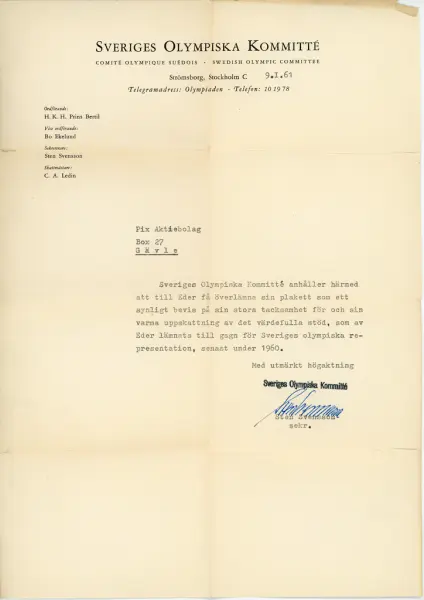 SVERIGES OLYMPISKA KOMMITTÉ
COMITÉ OLYMPIQUE SUÉDOIS · SWEDISH OLYMPIC COMMITTEE
Strömsborg, Stockholm C 9.I.61
Telegramadress: Olympiaden - Telefon: 10 19 78
Ordförande:
H. K. H. Prins Bertil
Vice ordförande:
Bo Ekelund
Sekreterare:
Sten Svensson
Skattmästare:
C. A. Ledin
Pix Aktiebolag
Box 27
Gävle
Sveriges Olympiska Kommitté anhåller härmed
att till Eder få överlämna sin plakett som ett
synligt bevis på sin stora tacksamhet för och sin
varma uppskattning av det värdefulla stöd, som av
Eder lämnats till gagn för Sveriges olympiska re-
presentation, senast under 1960.
Med utmärkt högaktning
Sveriges Olympiska Kommitté
Sten Svensson
sekr.